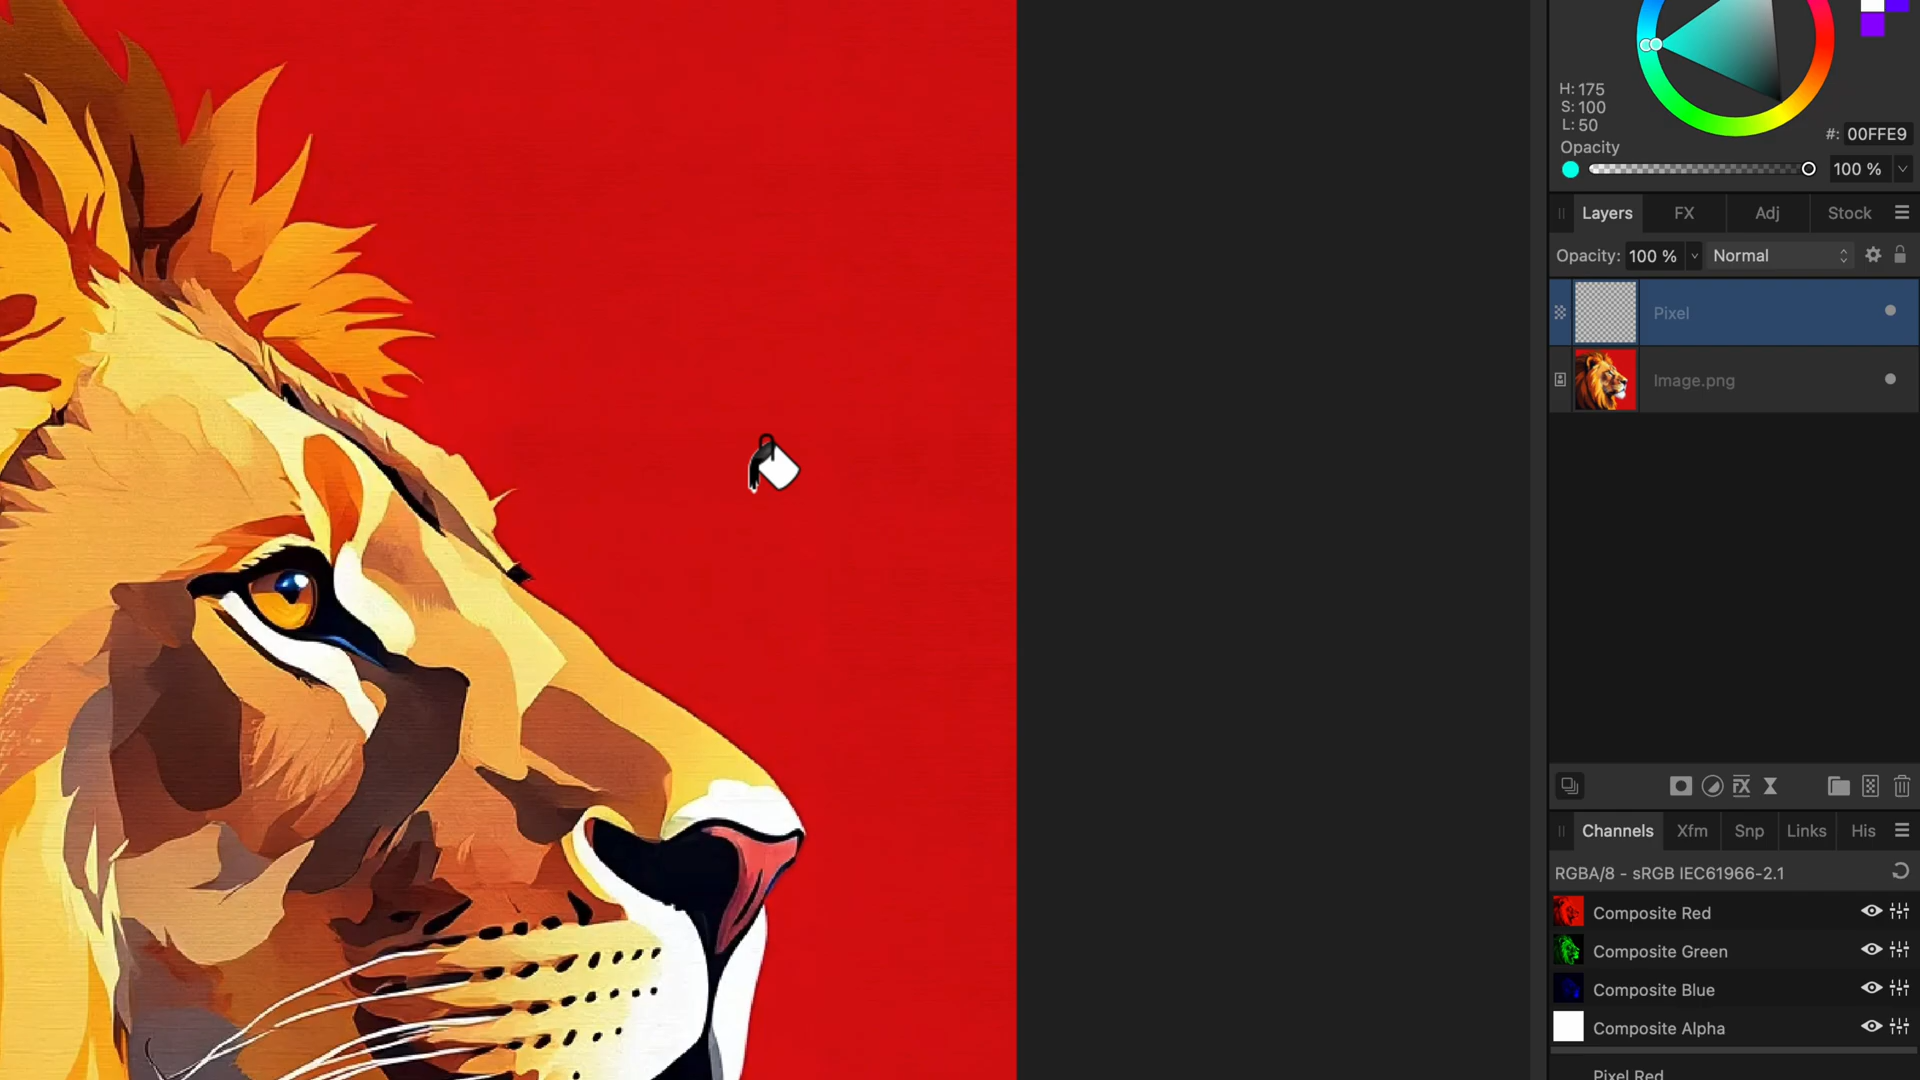 H: 175
S: 100
L: 50
#: 00FFE9
Opacity
100 %
Layers FX Adj Stock
Opacity: 100 % Normal
Pixel
Image.png
FX
Channels Xfm Snp Links His
RGBA/8 - sRGB IEC61966-2.1
Composite Red
Composite Green
Composite Blue
Composite Alpha
Pixel Red